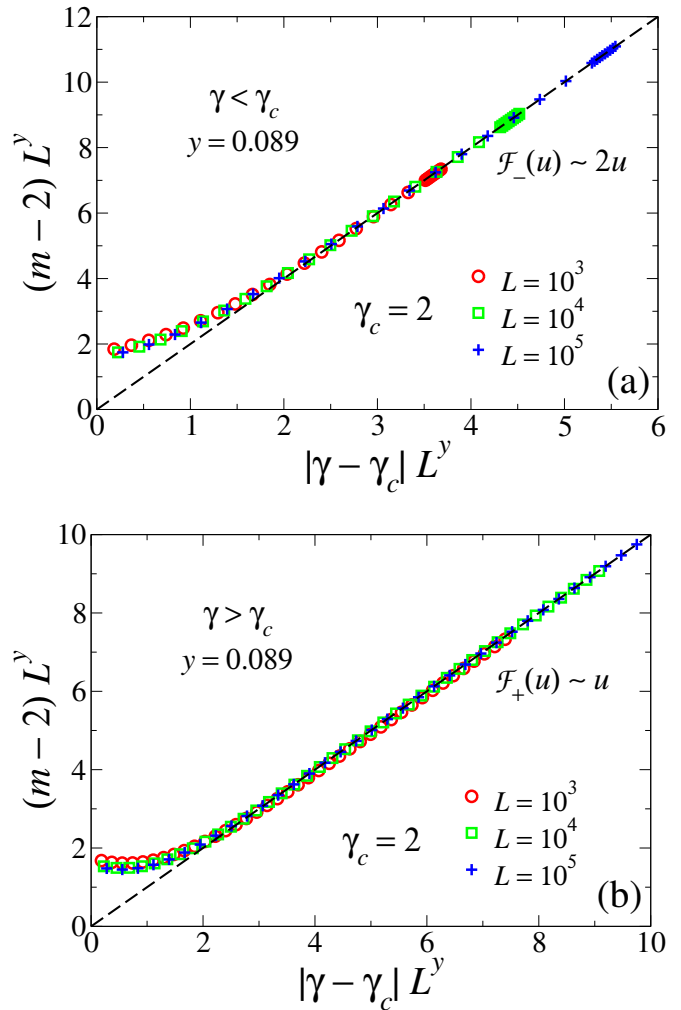 12
10
8
6
4
2
0
(m − 2) L^y
γ < γ_c
y = 0.089
ℱ_−(u) ~ 2u
γ_c = 2
L = 10^3
L = 10^4
L = 10^5
(a)
0 1 2 3 4 5 6
|γ − γ_c| L^y
10
8
6
4
2
0
(m − 2) L^y
γ > γ_c
y = 0.089
ℱ_+(u) ~ u
γ_c = 2
L = 10^3
L = 10^4
L = 10^5
(b)
0 2 4 6 8 10
|γ − γ_c| L^y